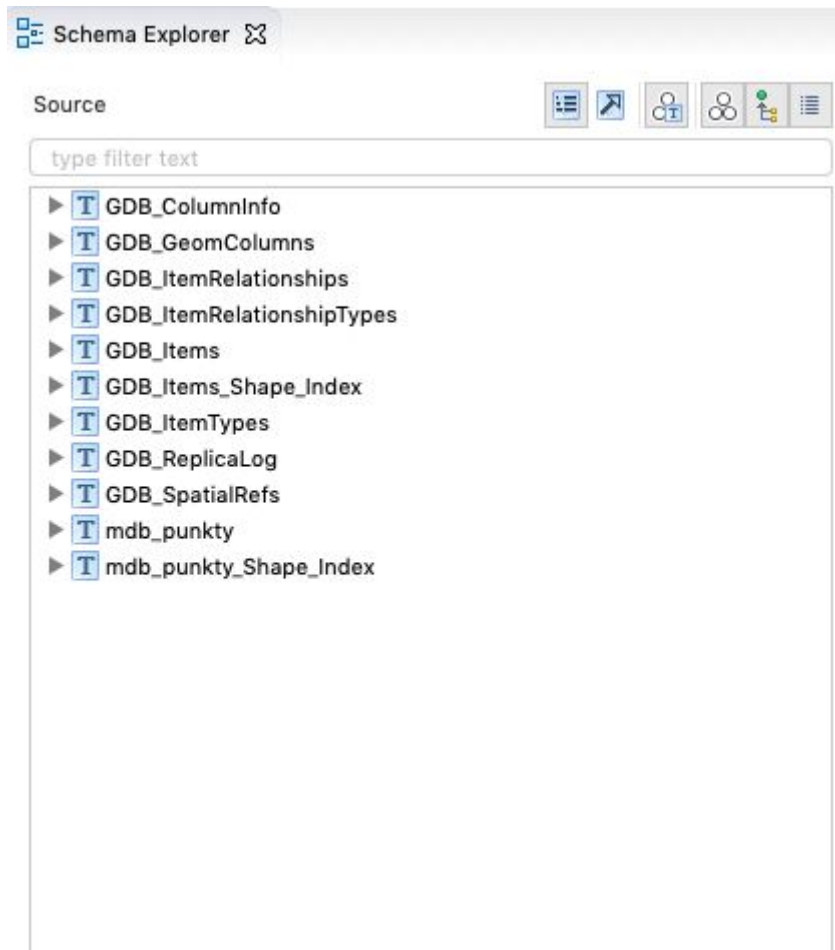 Schema Explorer
Source
type filter text
T GDB_ColumnInfo
T GDB_GeomColumns
T GDB_ItemRelationships
T GDB_ItemRelationshipTypes
T GDB_Items
T GDB_Items_Shape_Index
T GDB_ItemTypes
T GDB_ReplicaLog
T GDB_SpatialRefs
T mdb_punkty
T mdb_punkty_Shape_Index